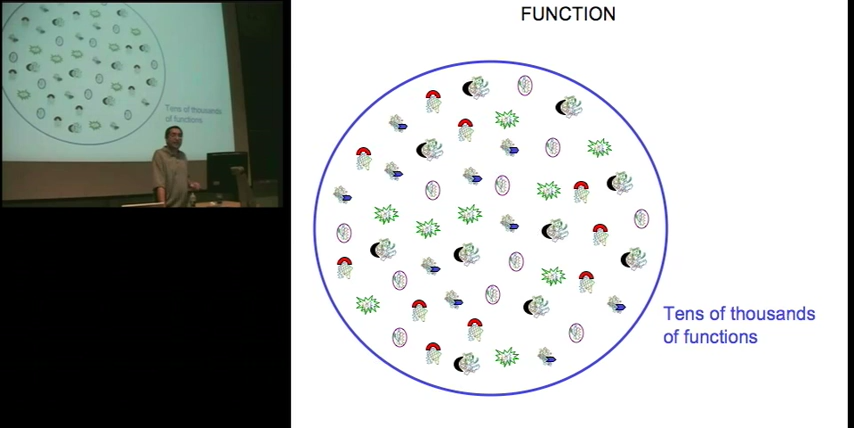 FUNCTION
Tens of thousands
of functions
Tens of thousands
of functions